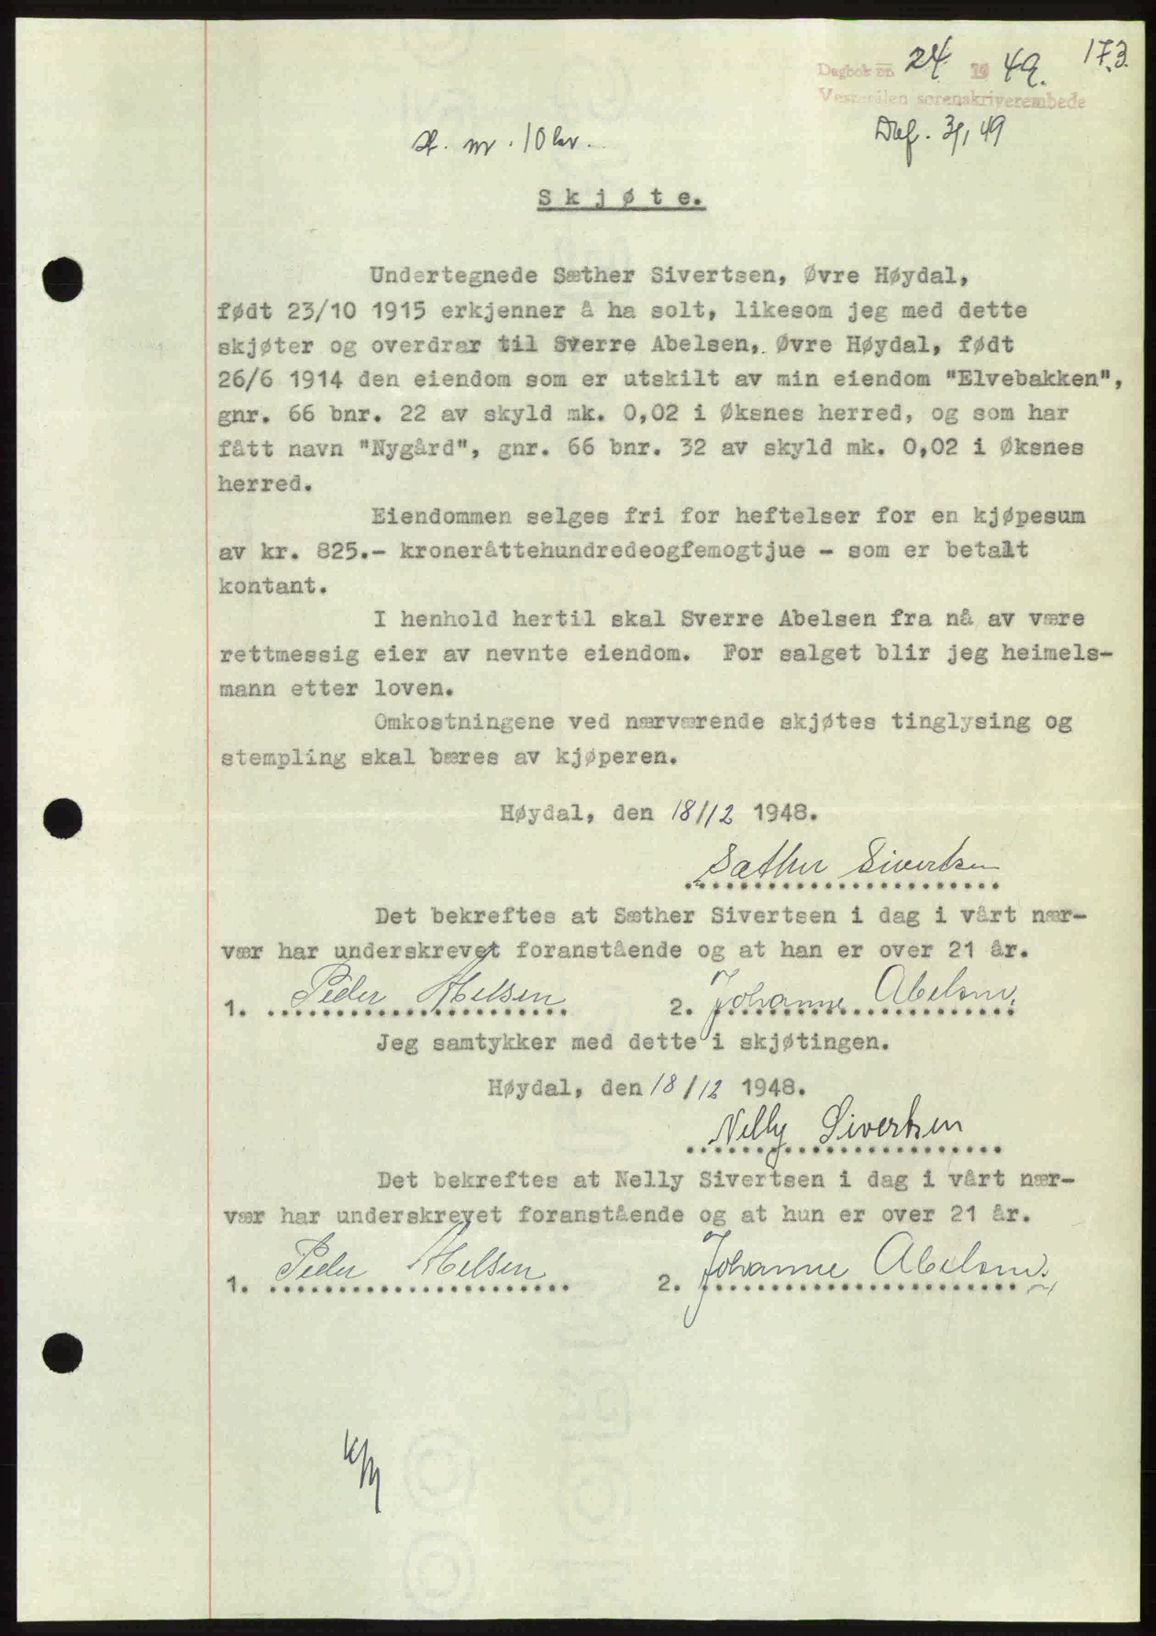 173.
Dagbok nr. 24 1949.
Vesterålen sorenskriverembede
St. m. 10 kr. Dbf. 3/1 49
Skjøte.
Undertegnede Sæther Sivertsen, Øvre Høydal,
født 23/10 1915 erkjenner å ha solt, likesom jeg med dette
skjøter og overdrar til Sverre Abelsen, Øvre Høydal, født
26/6 1914 den eiendom som er utskilt av min eiendom "Elvebakken",
gnr. 66 bnr. 22 av skyld mk. 0,02 i Øksnes herred, og som har
fått navn "Nygård", gnr. 66 bnr. 32 av skyld mk. 0,02 i Øksnes
herred.
Eiendommen selges fri for heftelser for en kjøpesum
av kr. 825.- kroneråttehundredeogfemogtjue - som er betalt
kontant.
I henhold hertil skal Sverre Abelsen fra nå av være
rettmessig eier av nevnte eiendom. For salget blir jeg heimels-
mann etter loven.
Omkostningene ved nærværende skjøtes tinglysing og
stempling skal bæres av kjøperen.
Høydal, den 18/12 1948.
Sæther Sivertsen
Det bekreftes at Sæther Sivertsen i dag i vårt nær-
vær har underskrevet foranstående og at han er over 21 år.
1. Peder Abelsen 2. Johanne Abelsen.
Jeg samtykker med dette i skjøtingen.
Høydal, den 18/12 1948.
Nelly Sivertsen
Det bekreftes at Nelly Sivertsen i dag i vårt nær-
vær har underskrevet foranstående og at hun er over 21 år.
1. Peder Abelsen 2. Johanne Abelsen.